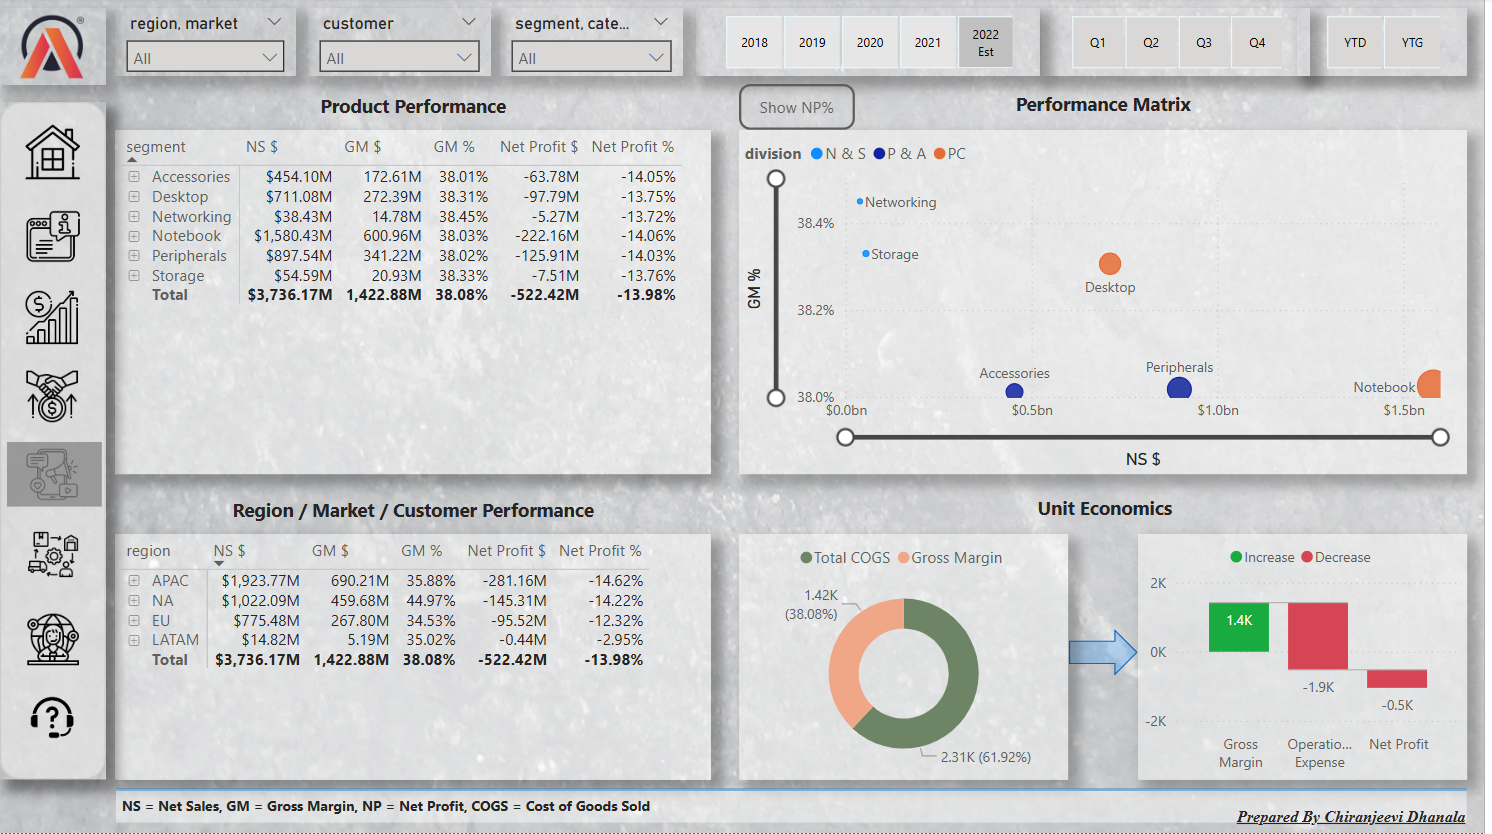 region, market
customer
segment, cate...
All
All
All
2018 2019 2020 2021 2022 Est
Q1 Q2 Q3 Q4
YTD YTG
Product Performance
segment NS $ GM $ GM % Net Profit $ Net Profit %
Accessories $454.10M 172.61M 38.01% -63.78M -14.05%
Desktop $711.08M 272.39M 38.31% -97.79M -13.75%
Networking $38.43M 14.78M 38.45% -5.27M -13.72%
Notebook $1,580.43M 600.96M 38.03% -222.16M -14.06%
Peripherals $897.54M 341.22M 38.02% -125.91M -14.03%
Storage $54.59M 20.93M 38.33% -7.51M -13.76%
Total $3,736.17M 1,422.88M 38.08% -522.42M -13.98%
Show NP%
Performance Matrix
division N & S P & A PC
GM %
38.4%
38.2%
38.0%
Networking
Storage
Desktop
Accessories
Peripherals
Notebook
$0.0bn $0.5bn $1.0bn $1.5bn
NS $
Region / Market / Customer Performance
region NS $ GM $ GM % Net Profit $ Net Profit %
APAC $1,923.77M 690.21M 35.88% -281.16M -14.62%
NA $1,022.09M 459.68M 44.97% -145.31M -14.22%
EU $775.48M 267.80M 34.53% -95.52M -12.32%
LATAM $14.82M 5.19M 35.02% -0.44M -2.95%
Total $3,736.17M 1,422.88M 38.08% -522.42M -13.98%
Unit Economics
Total COGS Gross Margin
1.42K
(38.08%)
2.31K (61.92%)
Increase Decrease
2K
0K
-2K
1.4K
-1.9K
-0.5K
Gross Margin
Operatio... Expense
Net Profit
NS = Net Sales, GM = Gross Margin, NP = Net Profit, COGS = Cost of Goods Sold
Prepared By Chiranjeevi Dhanala